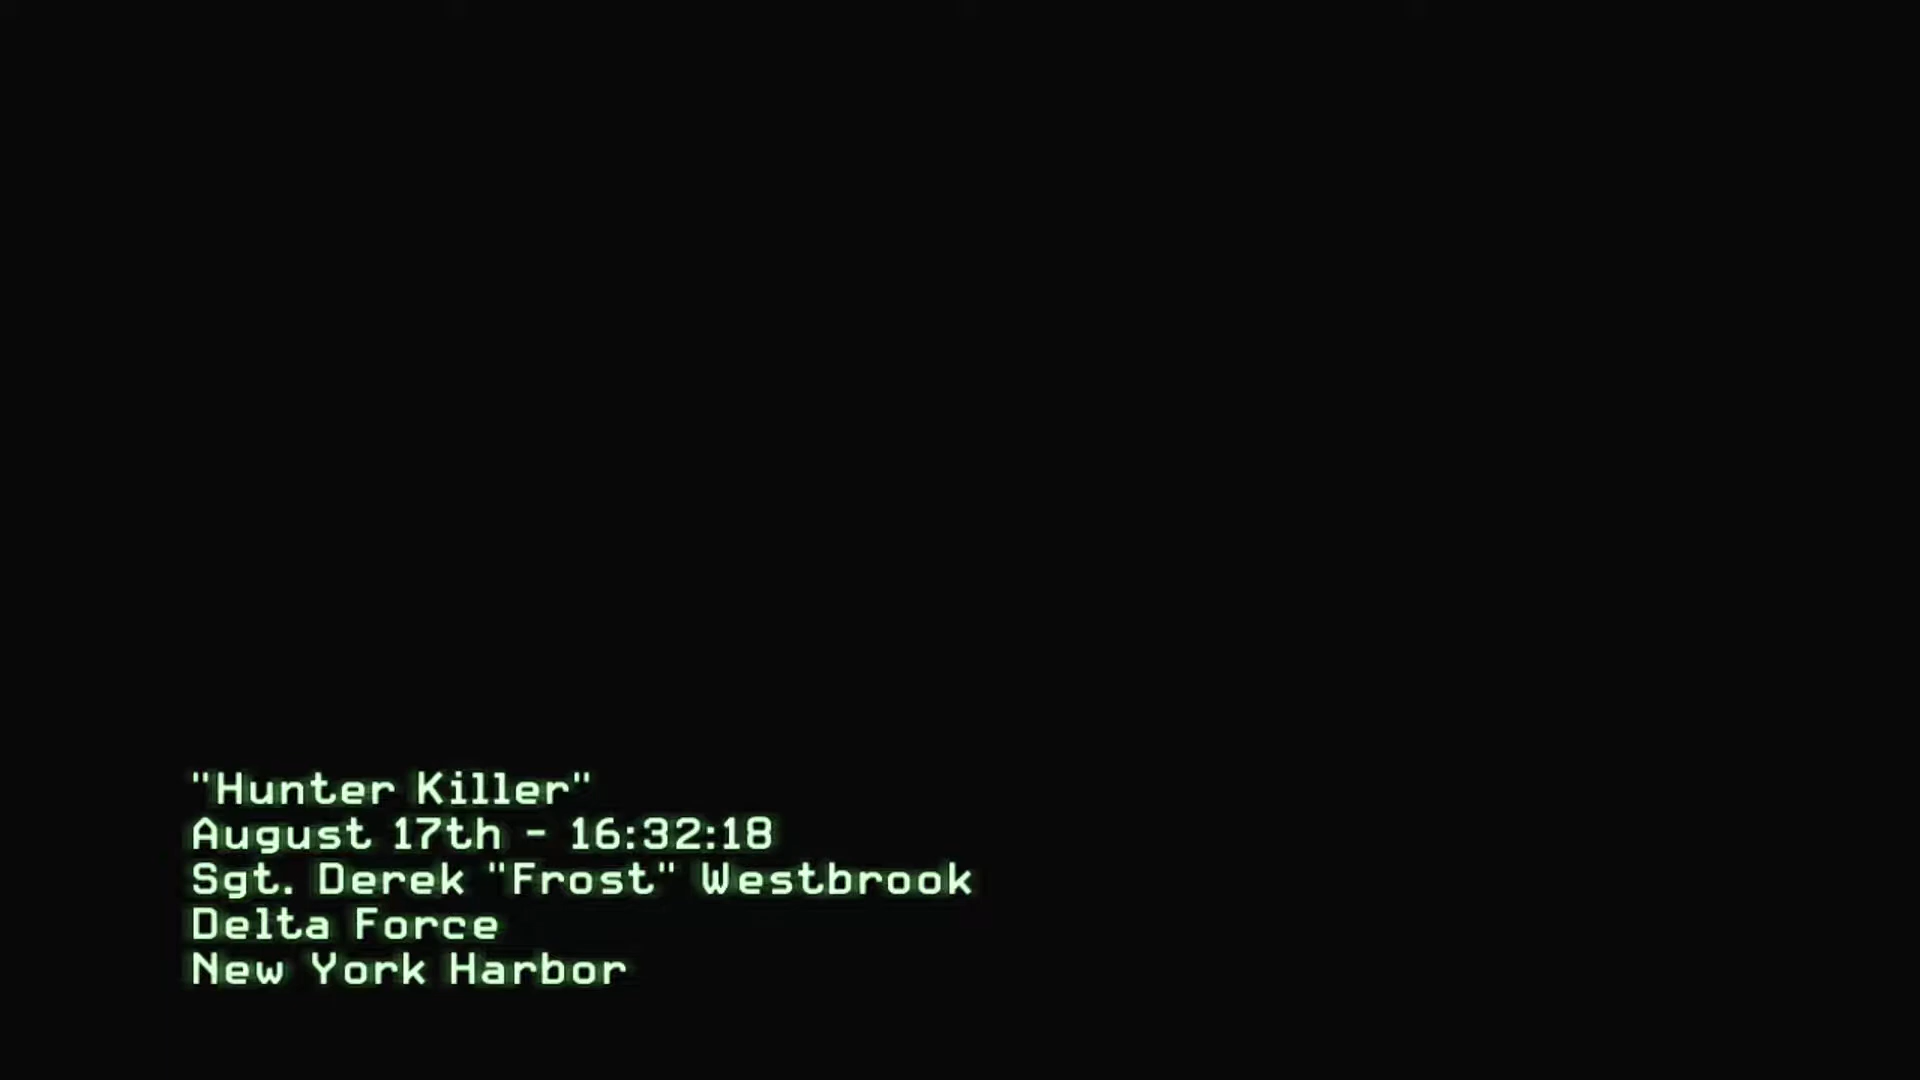 "Hunter Killer"
August 17th - 16:32:18
Sgt. Derek "Frost" Westbrook
Delta Force
New York Harbor